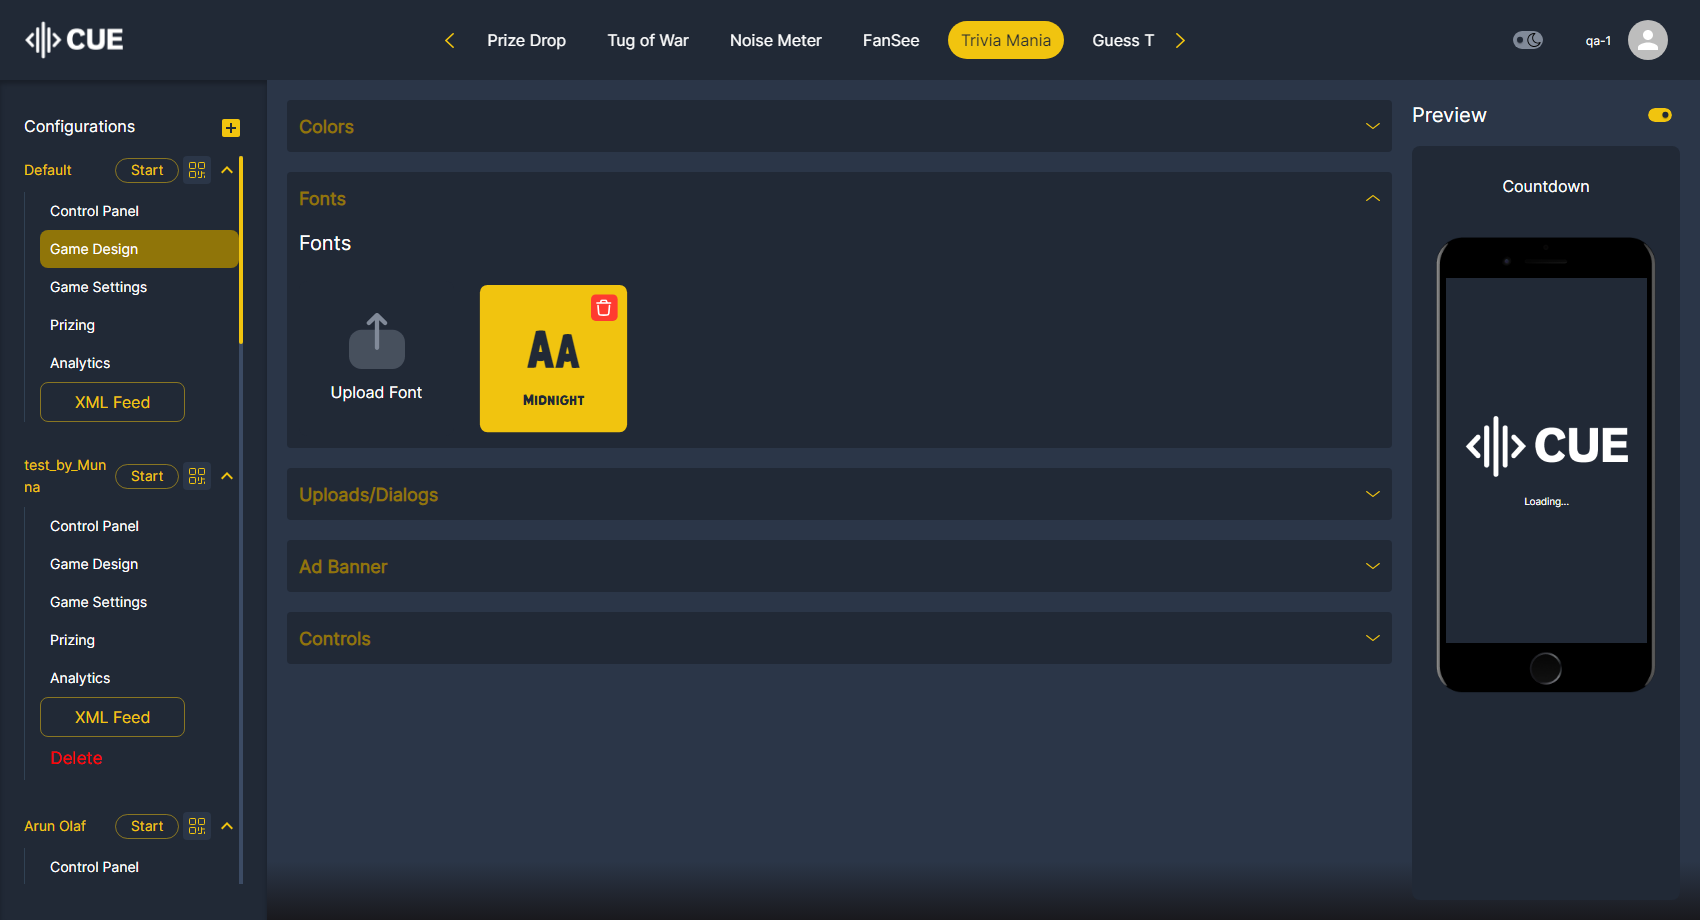 CUE
Prize Drop
Tug of War
Noise Meter
FanSee
Trivia Mania
Guess T
qa-1
Configurations
Default
Start
Control Panel
Game Design
Game Settings
Prizing
Analytics
XML Feed
test_by_Mun
na
Start
Control Panel
Game Design
Game Settings
Prizing
Analytics
XML Feed
Delete
Arun Olaf
Start
Control Panel
Colors
Fonts
Fonts
Upload Font
AA
MIDNIGHT
Uploads/Dialogs
Ad Banner
Controls
Preview
Countdown
CUE
Loading...